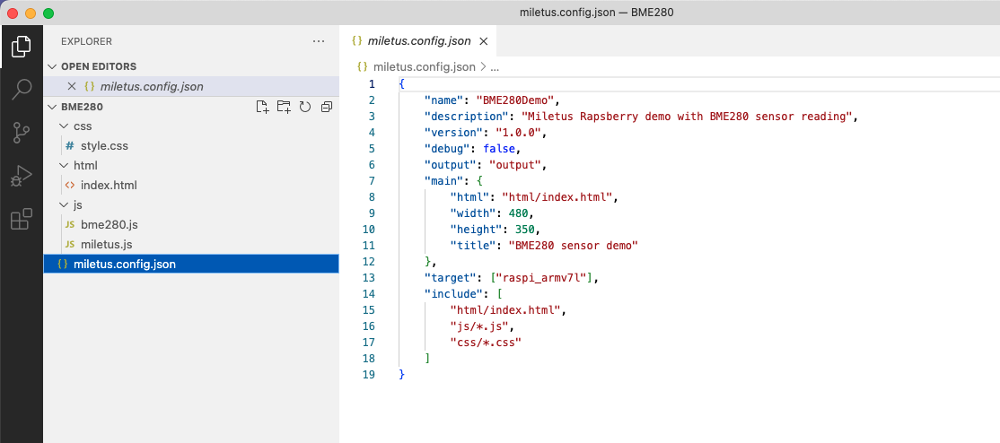 miletus.config.json — BME280
EXPLORER
OPEN EDITORS
{} miletus.config.json
BME280
css
# style.css
html
<> index.html
js
JS bme280.js
JS miletus.js
{} miletus.config.json
{} miletus.config.json
{} miletus.config.json > ...
1 {
2 "name": "BME280Demo",
3 "description": "Miletus Rapsberry demo with BME280 sensor reading",
4 "version": "1.0.0",
5 "debug": false,
6 "output": "output",
7 "main": {
8 "html": "html/index.html",
9 "width": 480,
10 "height": 350,
11 "title": "BME280 sensor demo"
12 },
13 "target": ["raspi_armv7l"],
14 "include": [
15 "html/index.html",
16 "js/*.js",
17 "css/*.css"
18 ]
19 }